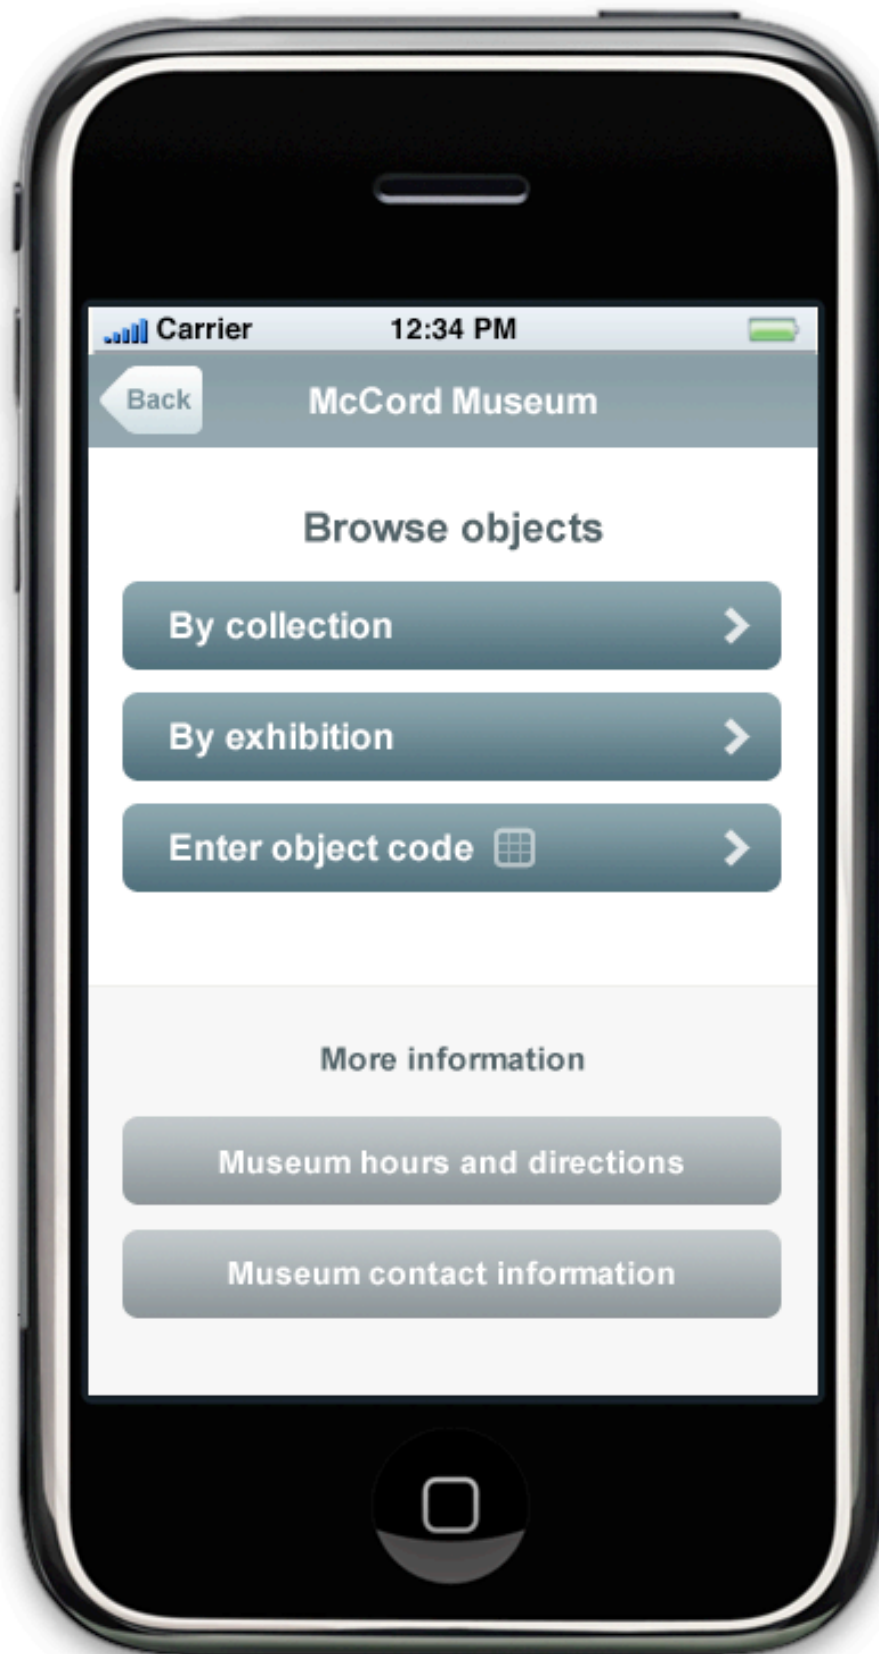 Carrier 12:34 PM
Back McCord Museum
Browse objects
By collection
By exhibition
Enter object code
More information
Museum hours and directions
Museum contact information